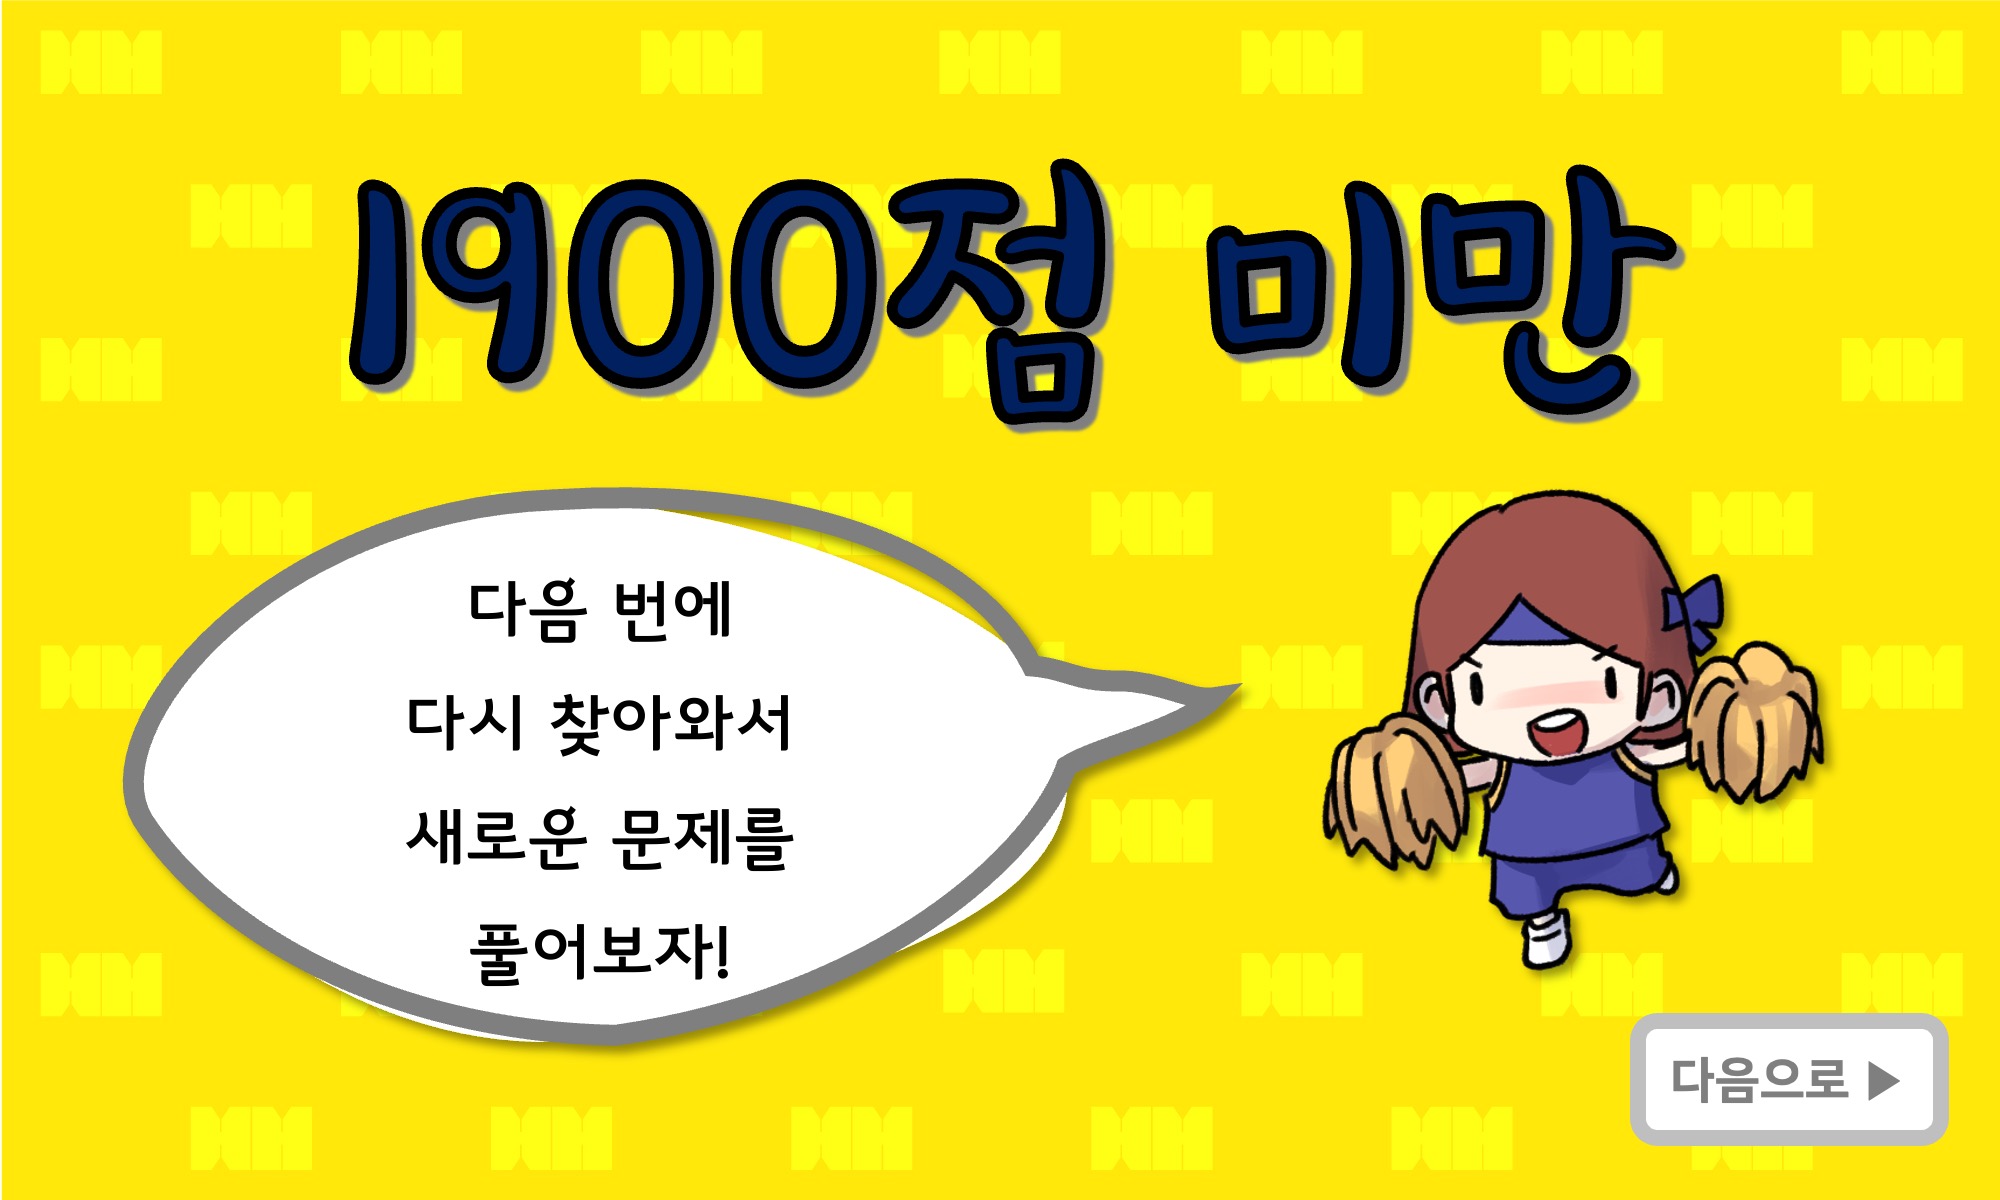 1900점 미만
다음 번에
다시 찾아와서
새로운 문제를
풀어보자!
다음으로 ▶